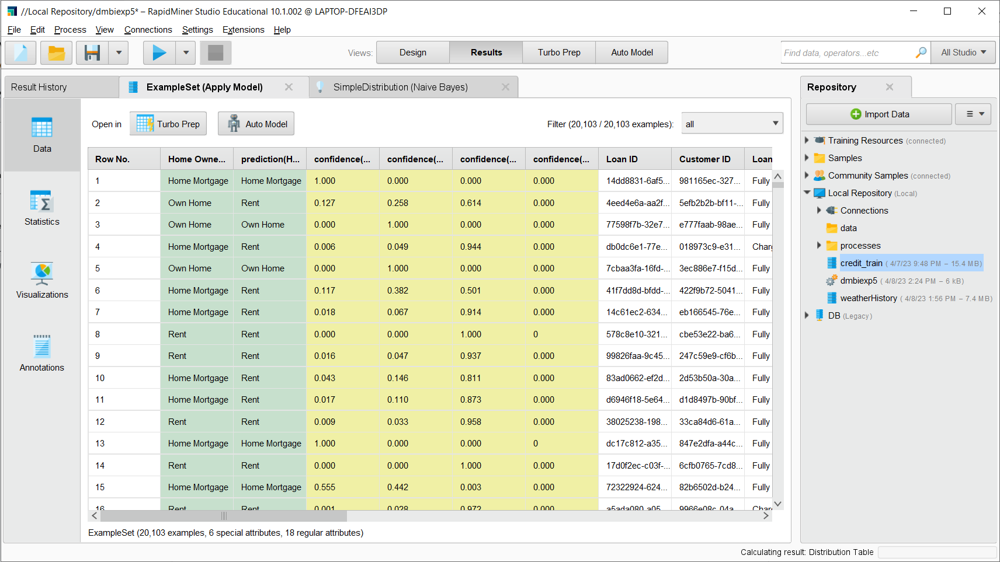 //Local Repository/dmbiexp5* – RapidMiner Studio Educational 10.1.002 @ LAPTOP-DFEAI3DP
File Edit Process View Connections Settings Extensions Help
Views: Design Results Turbo Prep Auto Model Find data, operators...etc All Studio
Result History ExampleSet (Apply Model) SimpleDistribution (Naive Bayes)
Data
Statistics
Visualizations
Annotations
Open in Turbo Prep Auto Model Filter (20,103 / 20,103 examples): all
Row No. Home Owne... prediction(H... confidence(... confidence(... confidence(... confidence(... Loan ID Customer ID Loan
1 Home Mortgage Home Mortgage 1.000 0.000 0.000 0.000 14dd8831-6af5... 981165ec-327... Fully
2 Own Home Rent 0.127 0.258 0.614 0.000 4eed4e6a-aa2f... 5efb2b2b-bf11-... Fully
3 Own Home Own Home 0.000 1.000 0.000 0.000 77598f7b-32e7... e777faab-98ae... Fully
4 Home Mortgage Rent 0.006 0.049 0.944 0.000 db0dc6e1-77e... 018973c9-e31... Charg
5 Own Home Own Home 0.000 1.000 0.000 0.000 7cbaa3fa-16fd-... 3ec886e7-f15d... Fully
6 Home Mortgage Rent 0.117 0.382 0.501 0.000 41f7dd8d-bfdd-... 422f9b72-5041... Fully
7 Home Mortgage Rent 0.018 0.067 0.914 0.000 14c61ec2-634... eb166545-76e... Fully
8 Rent Rent 0.000 0.000 1.000 0 578c8e10-321... cbe53e22-ba6... Fully
9 Rent Rent 0.016 0.047 0.937 0.000 99826faa-9c45... 247c59e9-cf6b... Fully
10 Home Mortgage Rent 0.043 0.146 0.811 0.000 83ad0662-ef2d... 2d53b50a-30a... Fully
11 Home Mortgage Rent 0.017 0.110 0.873 0.000 d6946f18-5e64... d1d8497b-90bf... Fully
12 Rent Rent 0.009 0.033 0.958 0.000 38025238-198... 33ca84d6-61a... Fully
13 Home Mortgage Home Mortgage 1.000 0.000 0.000 0 dc17c812-a35... 847e2dfa-a44c... Fully
14 Rent Rent 0.000 0.000 1.000 0.000 17d0f2ec-c03f-... 6cfb0765-7cd8... Fully
15 Home Mortgage Home Mortgage 0.555 0.442 0.003 0.000 72322924-624... 82b6502d-b24... Fully
16 Rent Rent 0.001 0.028 0.972 0.000 a5ada080-a05... 9966e08c-04a... Charg
ExampleSet (20,103 examples, 6 special attributes, 18 regular attributes)
Repository
Import Data
Training Resources (connected)
Samples
Community Samples (connected)
Local Repository (Local)
Connections
data
processes
credit_train ( 4/7/23 9:48 PM – 15.4 MB)
dmbiexp5 ( 4/8/23 2:24 PM – 6 kB)
weatherHistory ( 4/8/23 1:56 PM – 7.4 MB)
DB (Legacy)
Calculating result: Distribution Table